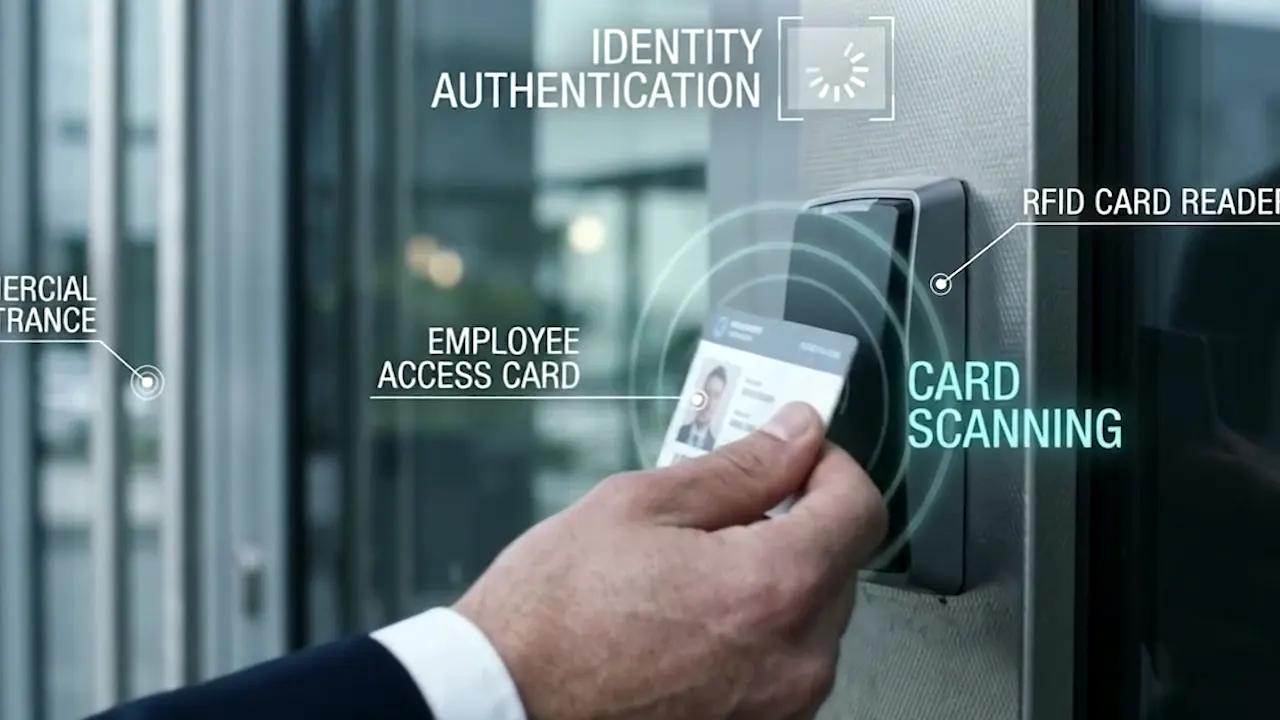 IDENTITY
AUTHENTICATION
RFID CARD READER
ERCIAL
TRANCE
EMPLOYEE
ACCESS CARD
CARD
SCANNING